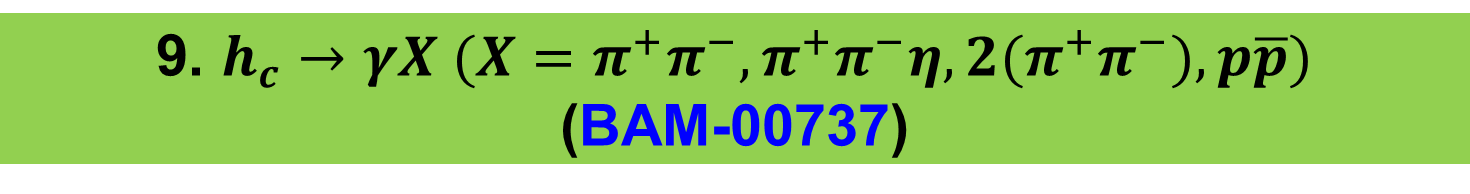 9. h_c → γX (X = π⁺π⁻, π⁺π⁻η, 2(π⁺π⁻), pp̅)
(BAM-00737)